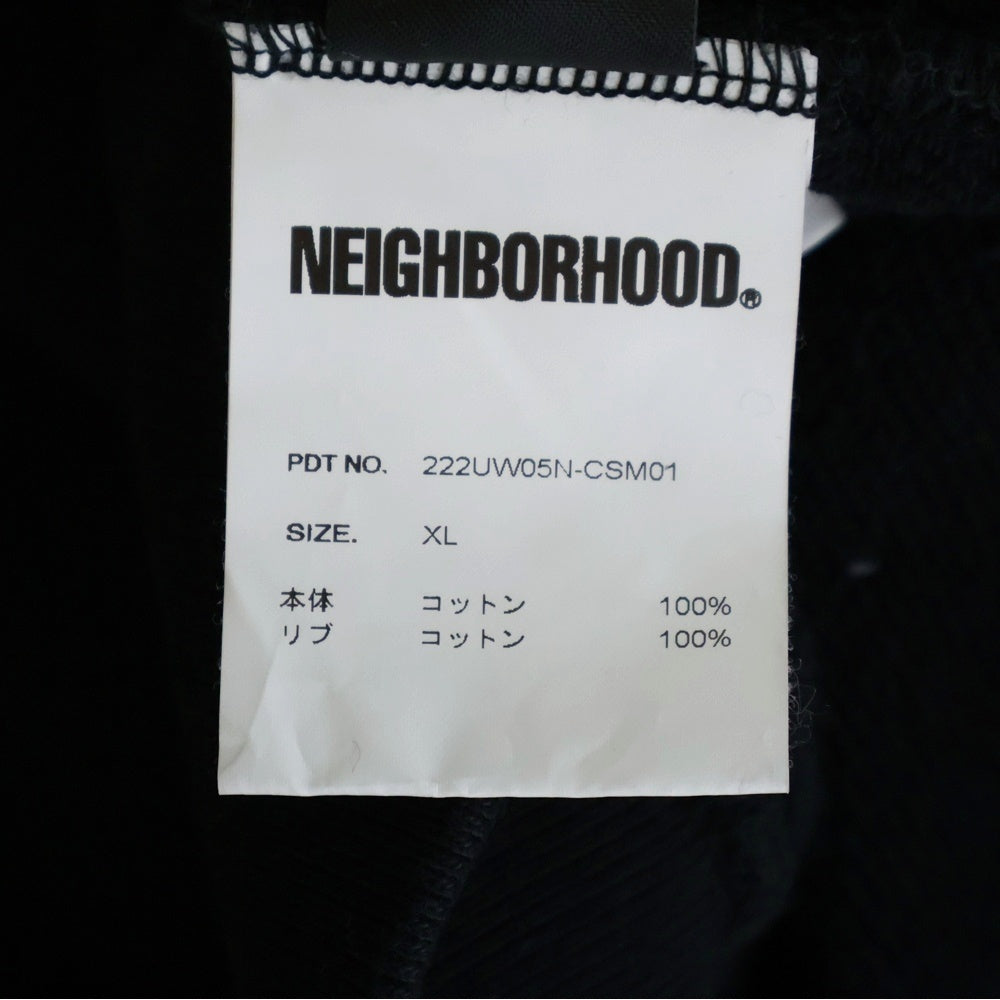 NEIGHBORHOOD®
PDT NO. 222UW05N-CSM01
SIZE. XL
本体 コットン 100%
リブ コットン 100%